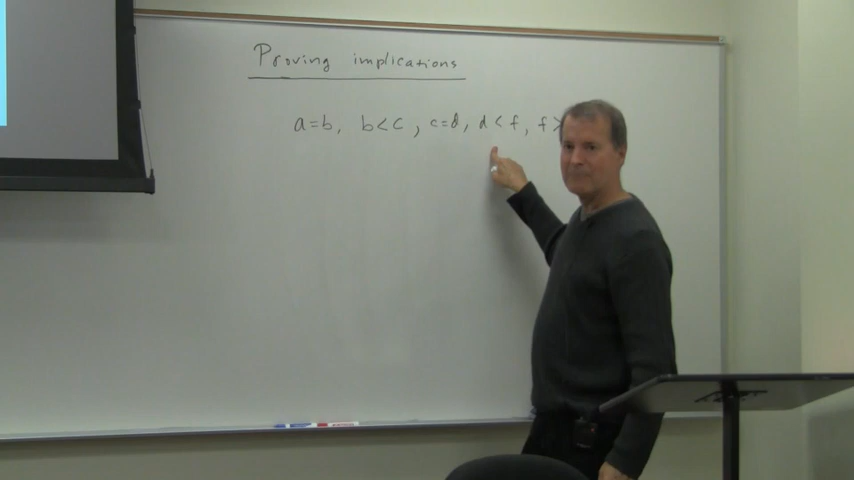 Proving implications
a=b, b<c, c=d, d<f, f>